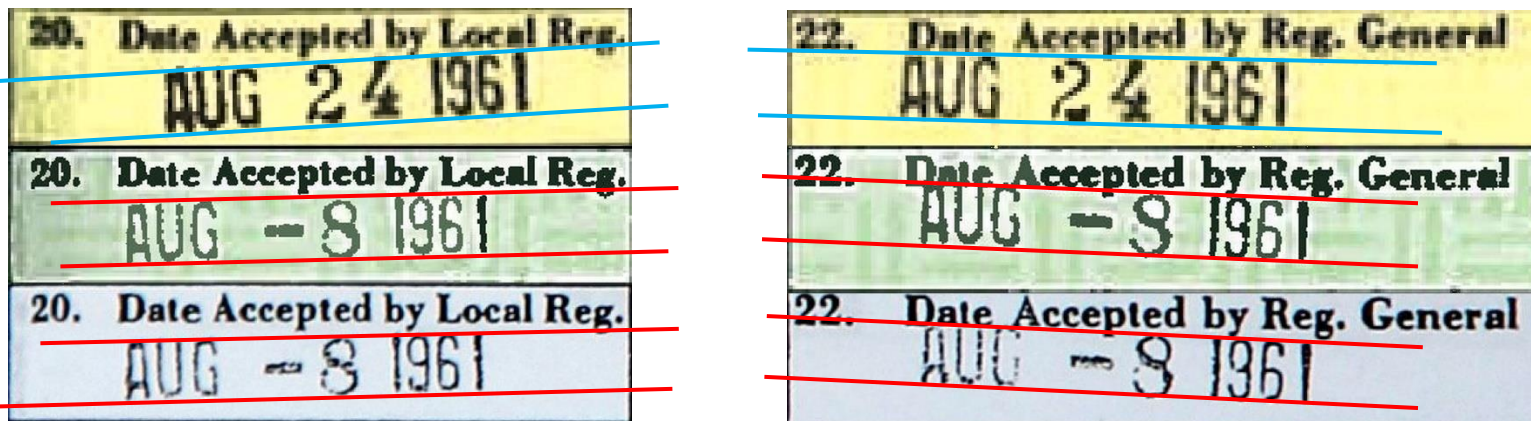 20. Date Accepted by Local Reg.
AUG 24 1961
22. Date Accepted by Reg. General
AUG 24 1961
20. Date Accepted by Local Reg.
AUG -8 1961
22. Date Accepted by Reg. General
AUG -8 1961
20. Date Accepted by Local Reg.
AUG -8 1961
22. Date Accepted by Reg. General
AUG -8 1961